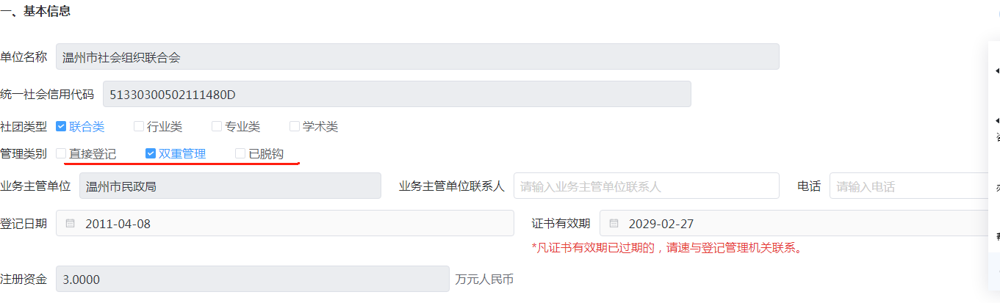 一、基本信息
单位名称 温州市社会组织联合会
统一社会信用代码 51330300502111480D
社团类型 联合类 行业类 专业类 学术类
管理类别 直接登记 双重管理 已脱钩
业务主管单位 温州市民政局 业务主管单位联系人 请输入业务主管单位联系人 电话 请输入电话
登记日期 2011-04-08 证书有效期 2029-02-27
*凡证书有效期已过期的，请速与登记管理机关联系。
注册资金 3.0000 万元人民币